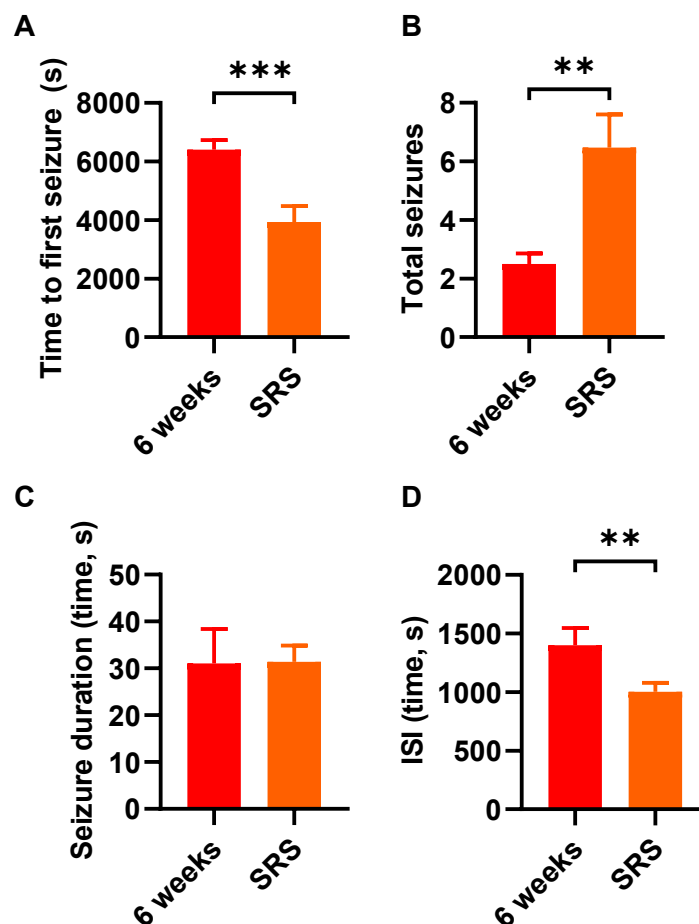 A
Time to first seizure (s)
***
8000
6000
4000
2000
0
6 weeks
SRS
B
Total seizures
**
8
6
4
2
0
6 weeks
SRS
C
Seizure duration (time, s)
50
40
30
20
10
0
6 weeks
SRS
D
ISI (time, s)
**
2000
1500
1000
500
0
6 weeks
SRS